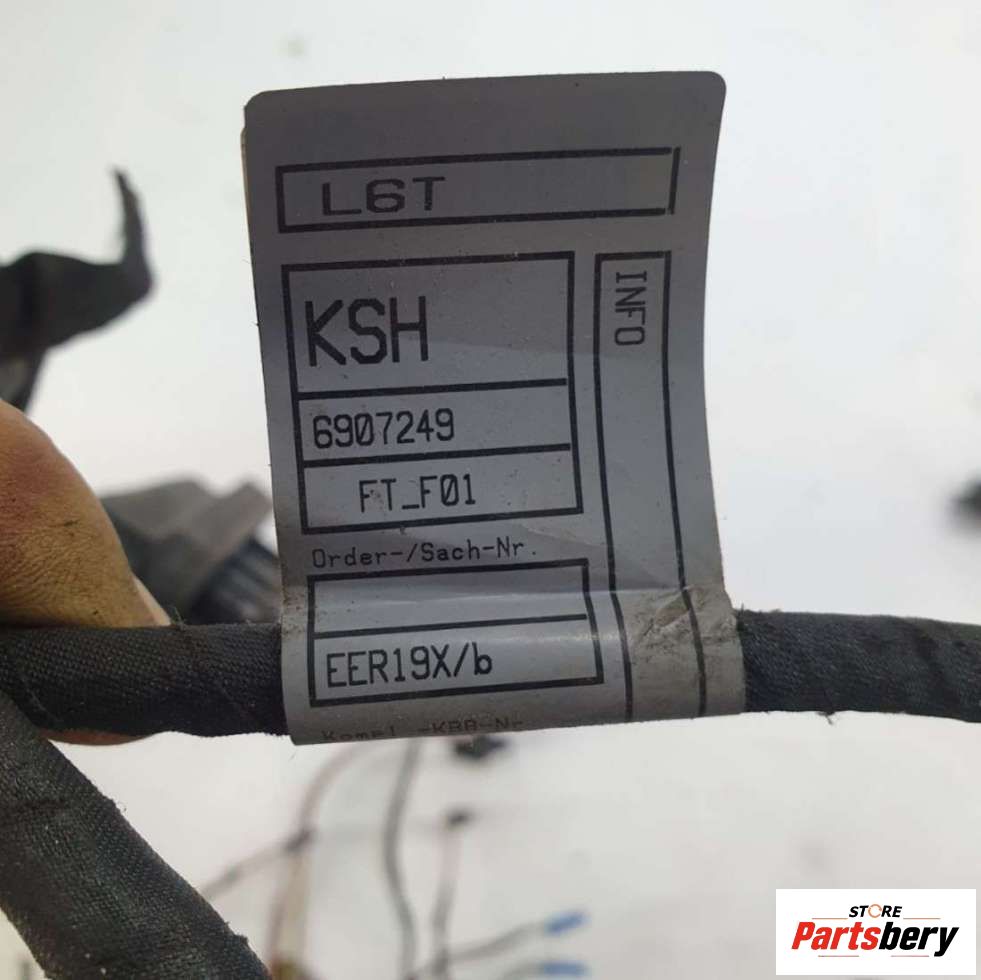 L6T
KSH
INFO
6907249
FT_F01
Order-/Sach-Nr.
EER19X/b
STORE
Partsbery